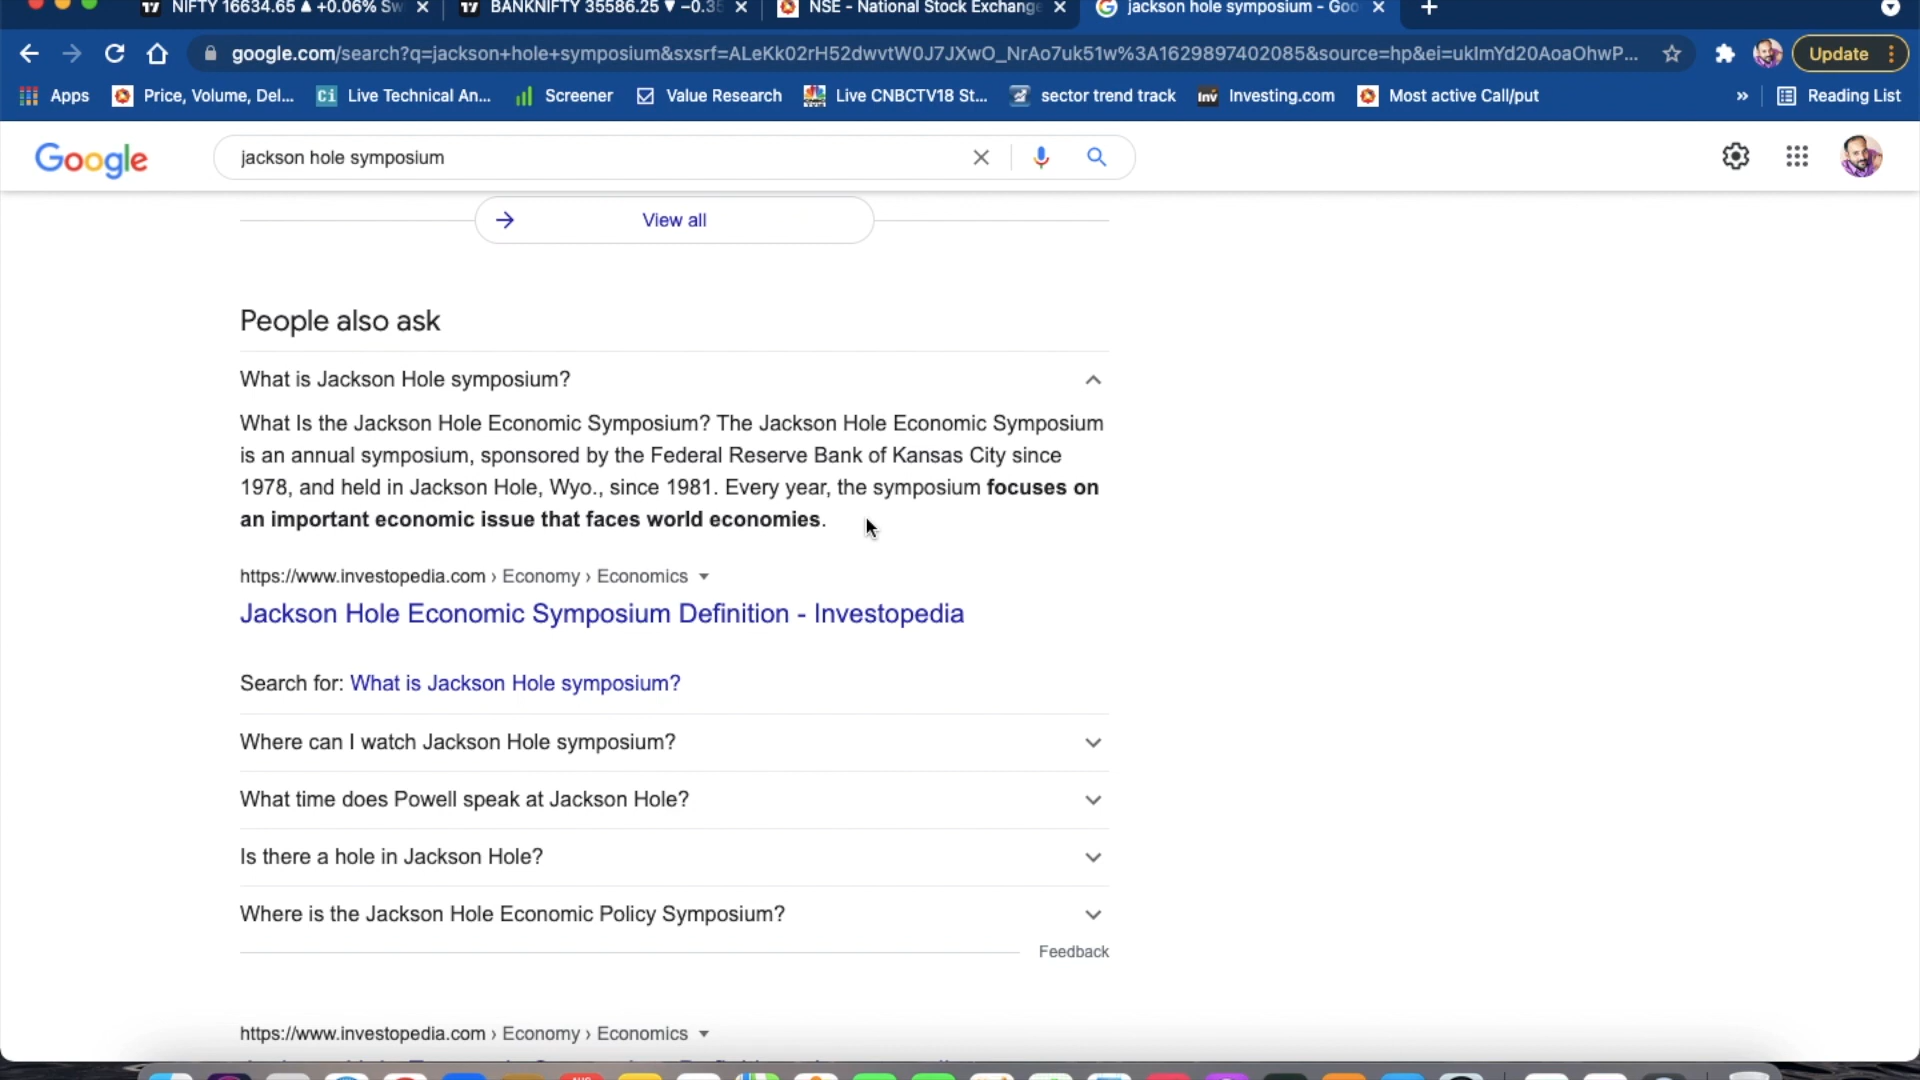 NIFTY 16634.65 ▲ +0.06% Sw
BANKNIFTY 35586.25 ▼ −0.35
NSE - National Stock Exchange
jackson hole symposium - Goo
google.com/search?q=jackson+hole+symposium&sxsrf=ALeKk02rH52dwvtW0J7JXwO_NrAo7uk51w%3A1629897402085&source=hp&ei=ukImYd20AoaOhwP...
Update
Apps
Price, Volume, Del...
Live Technical An...
Screener
Value Research
Live CNBCTV18 St...
sector trend track
Investing.com
Most active Call/put
»
Reading List
Google
jackson hole symposium
View all
People also ask
What is Jackson Hole symposium?
What Is the Jackson Hole Economic Symposium? The Jackson Hole Economic Symposium
is an annual symposium, sponsored by the Federal Reserve Bank of Kansas City since
1978, and held in Jackson Hole, Wyo., since 1981. Every year, the symposium focuses on
an important economic issue that faces world economies.
https://www.investopedia.com › Economy › Economics
Jackson Hole Economic Symposium Definition - Investopedia
Search for: What is Jackson Hole symposium?
Where can I watch Jackson Hole symposium?
What time does Powell speak at Jackson Hole?
Is there a hole in Jackson Hole?
Where is the Jackson Hole Economic Policy Symposium?
Feedback
https://www.investopedia.com › Economy › Economics